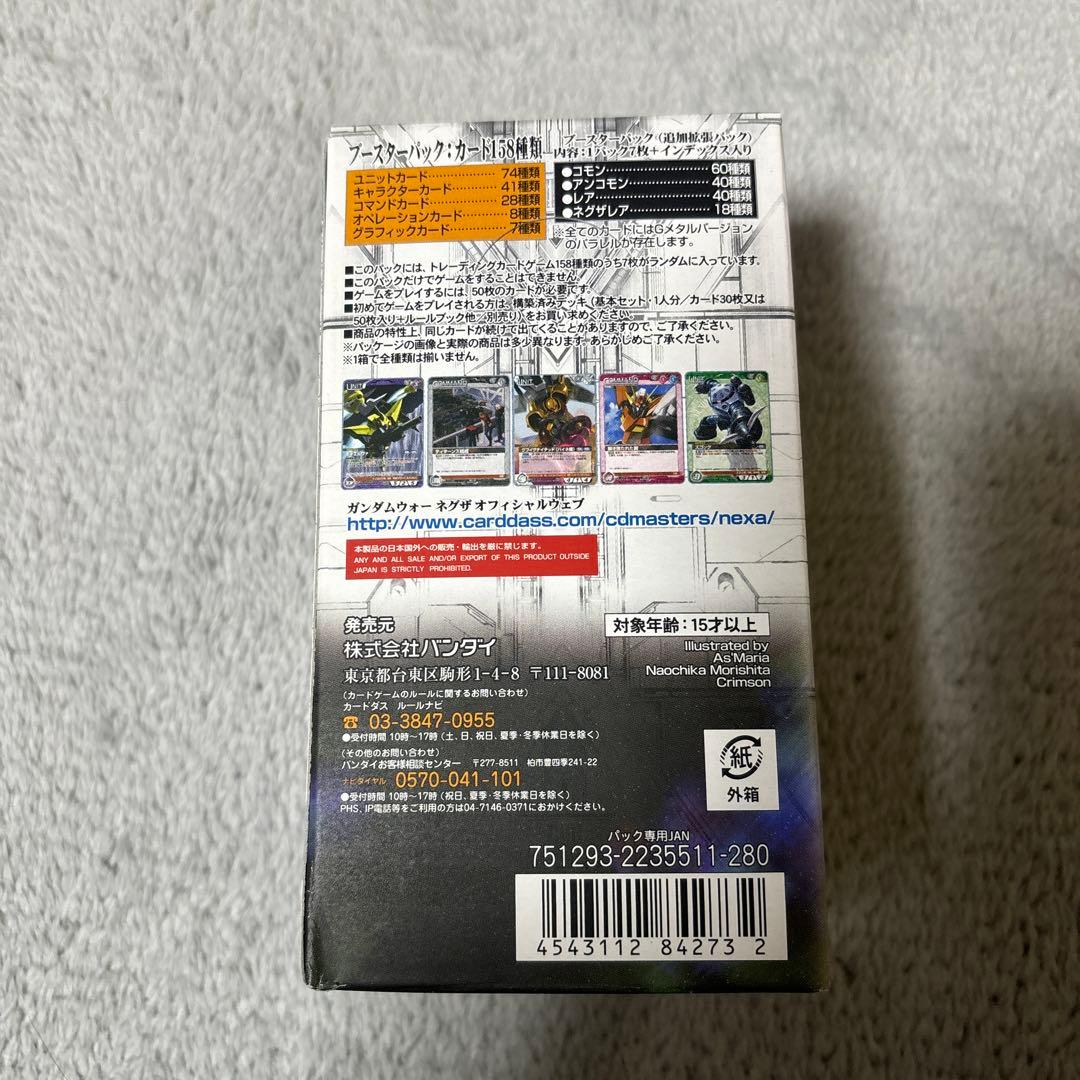 ブースターパック：カード158種類
ユニットカード………………74種類
キャラクターカード…………41種類
コマンドカード………………28種類
オペレーションカード………8種類
グラフィックカード…………7種類
ブースターパック（追加拡張パック）
内容：1パック7枚＋インデックス入り
●コモン………………60種類
●アンコモン…………40種類
●レア…………………40種類
●ネグザレア…………18種類
※全てのカードにはGメタルバージョン
のパラレルが存在します。
■このパックには、トレーディングカードゲーム158種類のうち7枚がランダムに入っています。
■このパックだけでゲームをすることはできません。
■ゲームをプレイするには、50枚のカードが必要です。
■初めてゲームをプレイされる方は、構築済みデッキ（基本セット・1人分／カード30枚又は
50枚入り＋ルールブック他／別売り）をお買い求めください。
■商品の特性上、同じカードが続けて出てくることがありますので、ご了承ください。
※パッケージの画像と実際の商品は多少異なります。あらかじめご了承ください。
※1箱で全種類は揃いません。
UNIT
COMMAND
UNIT
COMMAND
UNIT
ガンダムウォー ネグザ オフィシャルウェブ
http://www.carddass.com/cdmasters/nexa/
本製品の日本国外への販売・輸出を厳に禁じます。
ANY AND ALL SALE AND/OR EXPORT OF THIS PRODUCT OUTSIDE
JAPAN IS STRICTLY PROHIBITED.
発売元
株式会社バンダイ
東京都台東区駒形1-4-8 〒111-8081
対象年齢：15才以上
Illustrated by
As'Maria
Naochika Morishita
Crimson
（カードゲームのルールに関するお問い合わせ）
カードダス ルールナビ
☎ 03-3847-0955
●受付時間 10時〜17時（土、日、祝日、夏季・冬季休業日を除く）
（その他のお問い合わせ）
バンダイお客様相談センター 〒277-8511 柏市豊四季241-22
ナビダイヤル 0570-041-101
●受付時間 10時〜17時（祝日、夏季・冬季休業日を除く）
PHS、IP電話等をご利用の方は04-7146-0371におかけください。
紙
外箱
パック専用JAN
751293-2235511-280
4543112 84273 2